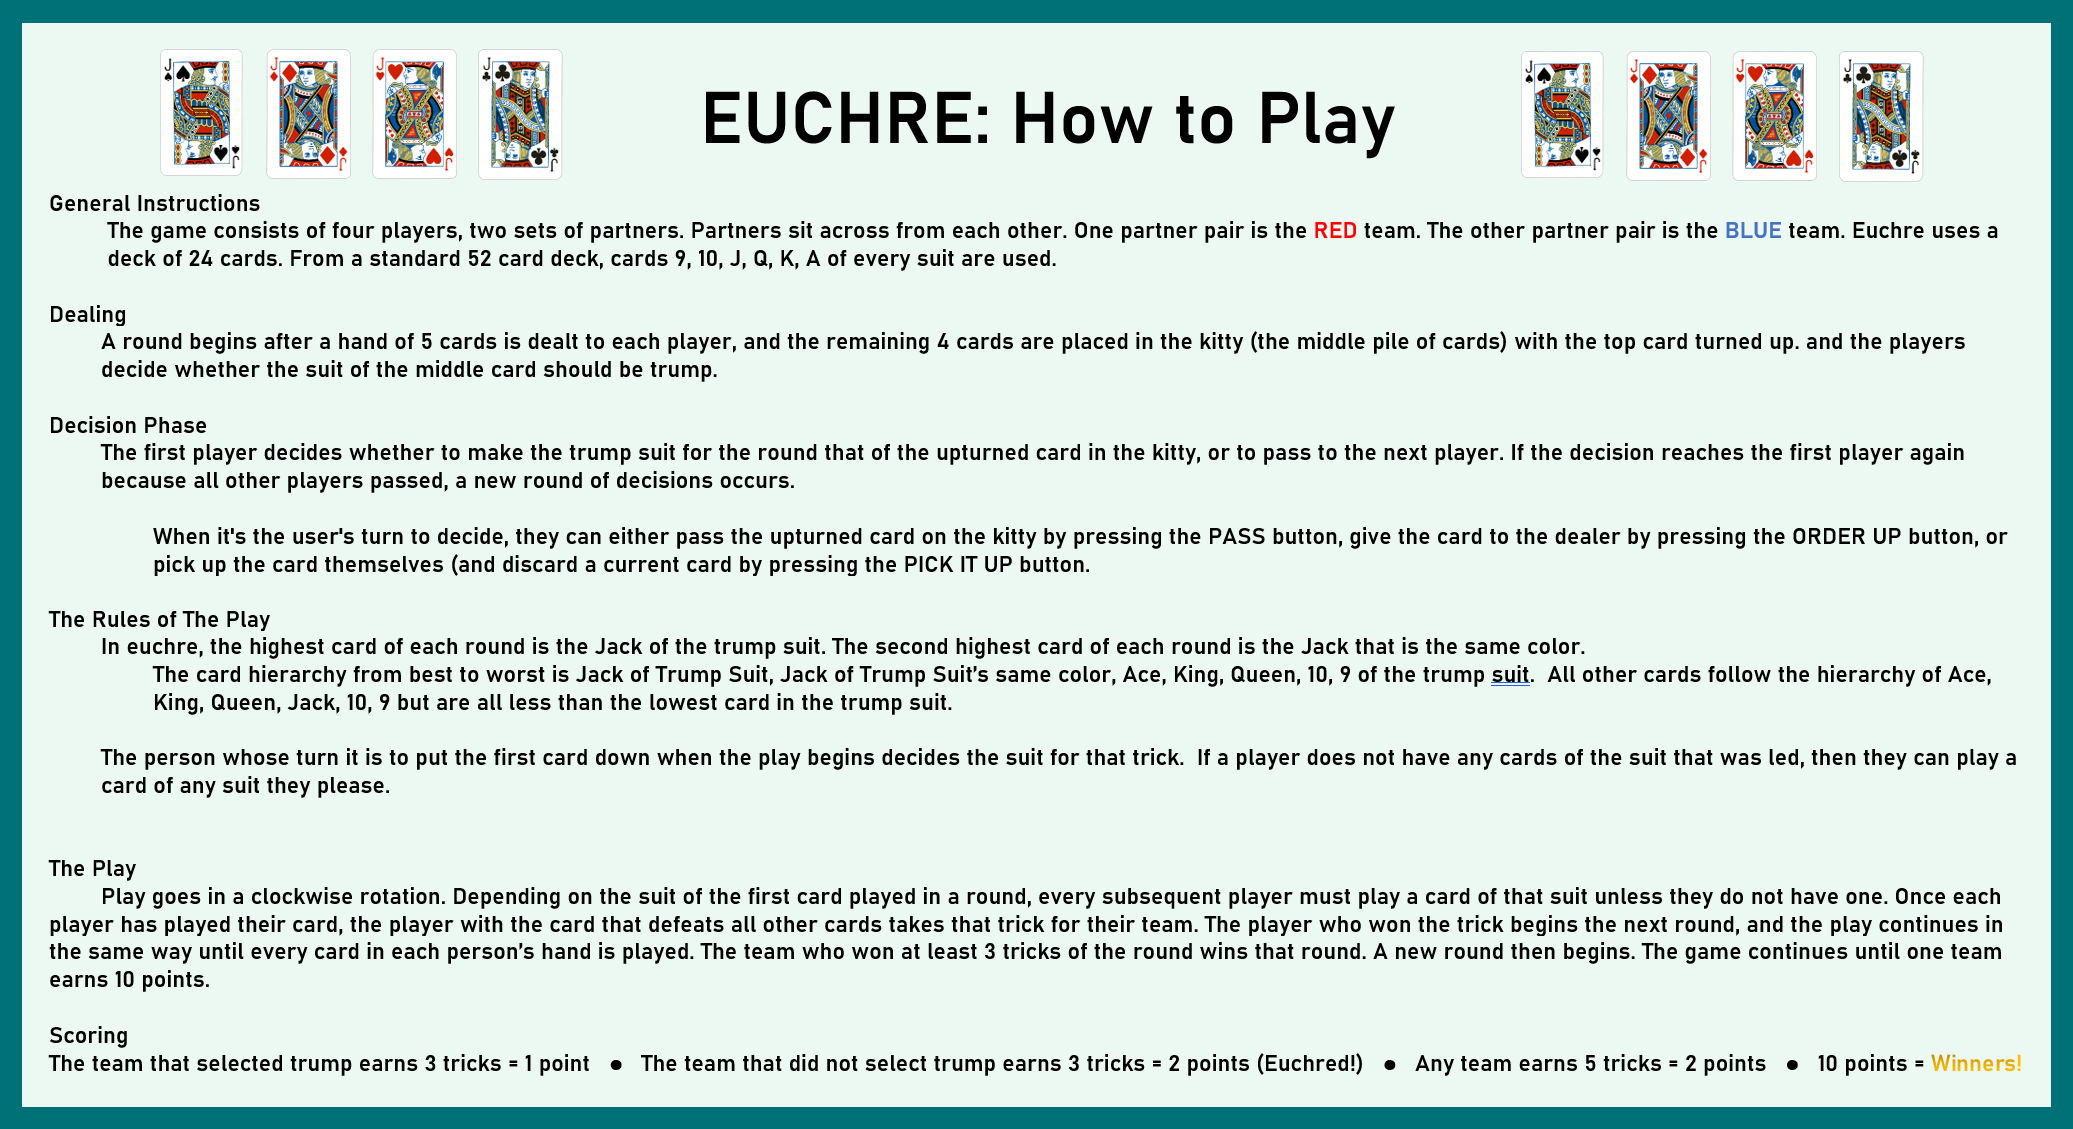 EUCHRE: How to Play
J J J J J J J J
J J J J J J J J
General Instructions
The game consists of four players, two sets of partners. Partners sit across from each other. One partner pair is the RED team. The other partner pair is the BLUE team. Euchre uses a
deck of 24 cards. From a standard 52 card deck, cards 9, 10, J, Q, K, A of every suit are used.
Dealing
A round begins after a hand of 5 cards is dealt to each player, and the remaining 4 cards are placed in the kitty (the middle pile of cards) with the top card turned up. and the players
decide whether the suit of the middle card should be trump.
Decision Phase
The first player decides whether to make the trump suit for the round that of the upturned card in the kitty, or to pass to the next player. If the decision reaches the first player again
because all other players passed, a new round of decisions occurs.
When it's the user's turn to decide, they can either pass the upturned card on the kitty by pressing the PASS button, give the card to the dealer by pressing the ORDER UP button, or
pick up the card themselves (and discard a current card by pressing the PICK IT UP button.
The Rules of The Play
In euchre, the highest card of each round is the Jack of the trump suit. The second highest card of each round is the Jack that is the same color.
The card hierarchy from best to worst is Jack of Trump Suit, Jack of Trump Suit’s same color, Ace, King, Queen, 10, 9 of the trump suit.  All other cards follow the hierarchy of Ace,
King, Queen, Jack, 10, 9 but are all less than the lowest card in the trump suit.
The person whose turn it is to put the first card down when the play begins decides the suit for that trick.  If a player does not have any cards of the suit that was led, then they can play a
card of any suit they please.
The Play
Play goes in a clockwise rotation. Depending on the suit of the first card played in a round, every subsequent player must play a card of that suit unless they do not have one. Once each
player has played their card, the player with the card that defeats all other cards takes that trick for their team. The player who won the trick begins the next round, and the play continues in
the same way until every card in each person’s hand is played. The team who won at least 3 tricks of the round wins that round. A new round then begins. The game continues until one team
earns 10 points.
Scoring
The team that selected trump earns 3 tricks = 1 point ● The team that did not select trump earns 3 tricks = 2 points (Euchred!) ● Any team earns 5 tricks = 2 points ● 10 points = Winners!